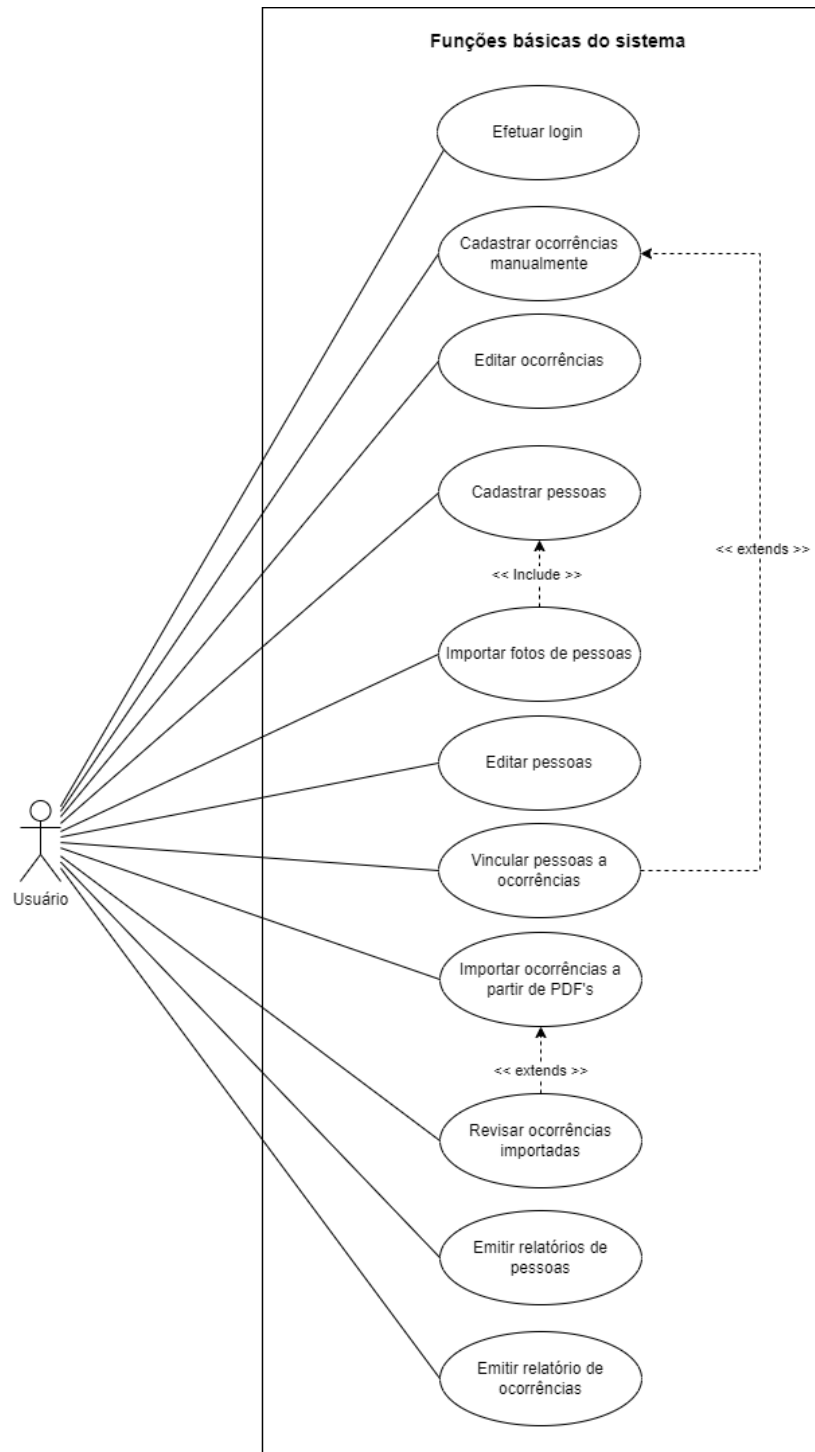 Funções básicas do sistema
Efetuar login
Cadastrar ocorrências
manualmente
Editar ocorrências
Cadastrar pessoas
<< extends >>
<< Include >>
Importar fotos de pessoas
Editar pessoas
Vincular pessoas a
ocorrências
Usuário
Importar ocorrências a
partir de PDF's
<< extends >>
Revisar ocorrências
importadas
Emitir relatórios de
pessoas
Emitir relatório de
ocorrências